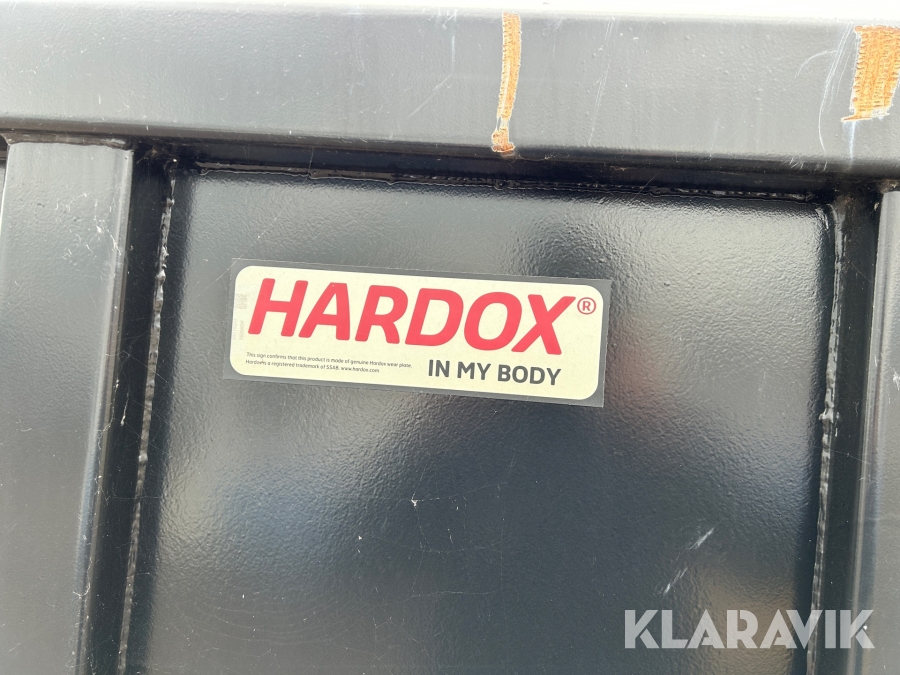 HARDOX®
This sign confirms that this product is made of genuine Hardox wear plate.
Hardox is a registered trademark of SSAB. www.hardox.com
IN MY BODY
KLARAVIK